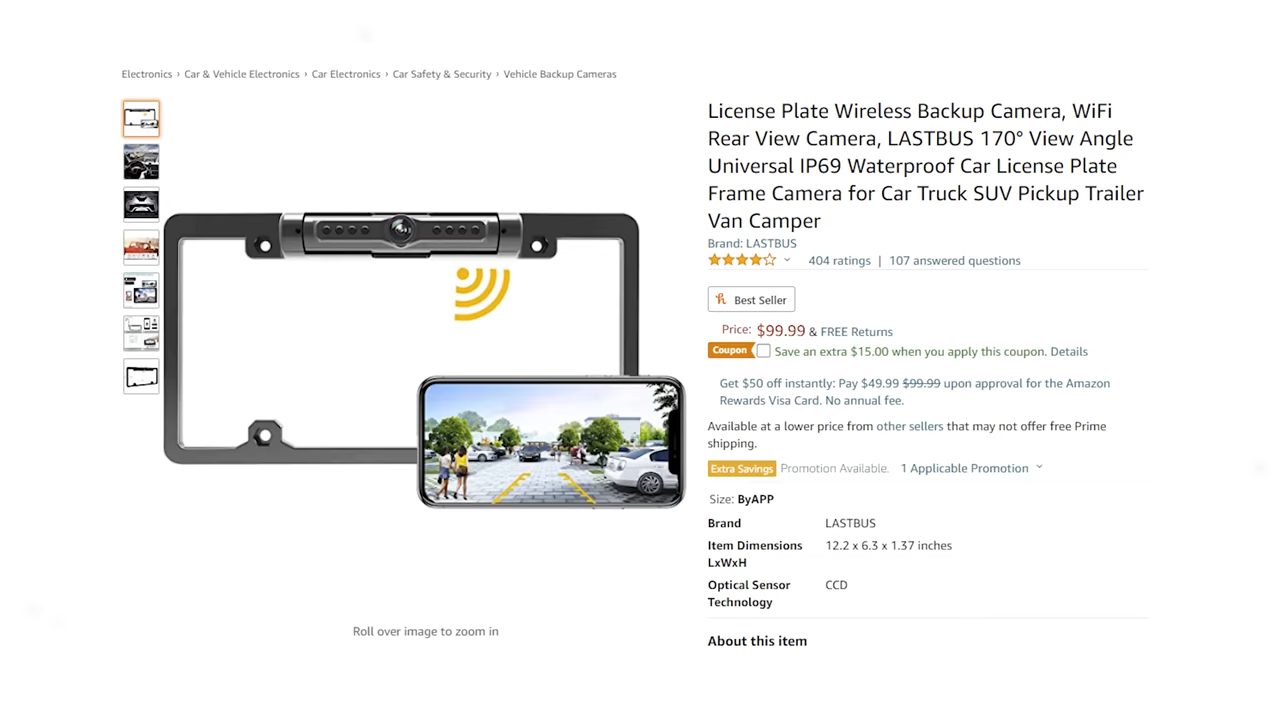 Electronics › Car & Vehicle Electronics › Car Electronics › Car Safety & Security › Vehicle Backup Cameras
License Plate Wireless Backup Camera, WiFi
Rear View Camera, LASTBUS 170° View Angle
Universal IP69 Waterproof Car License Plate
Frame Camera for Car Truck SUV Pickup Trailer
Van Camper
Brand: LASTBUS
404 ratings | 107 answered questions
Best Seller
Price: $99.99 & FREE Returns
Coupon Save an extra $15.00 when you apply this coupon. Details
Get $50 off instantly: Pay $49.99 $99.99 upon approval for the Amazon
Rewards Visa Card. No annual fee.
Available at a lower price from other sellers that may not offer free Prime
shipping.
Extra Savings Promotion Available. 1 Applicable Promotion
Size: ByAPP
Brand LASTBUS
Item Dimensions 12.2 x 6.3 x 1.37 inches
LxWxH
Optical Sensor CCD
Technology
Roll over image to zoom in
About this item